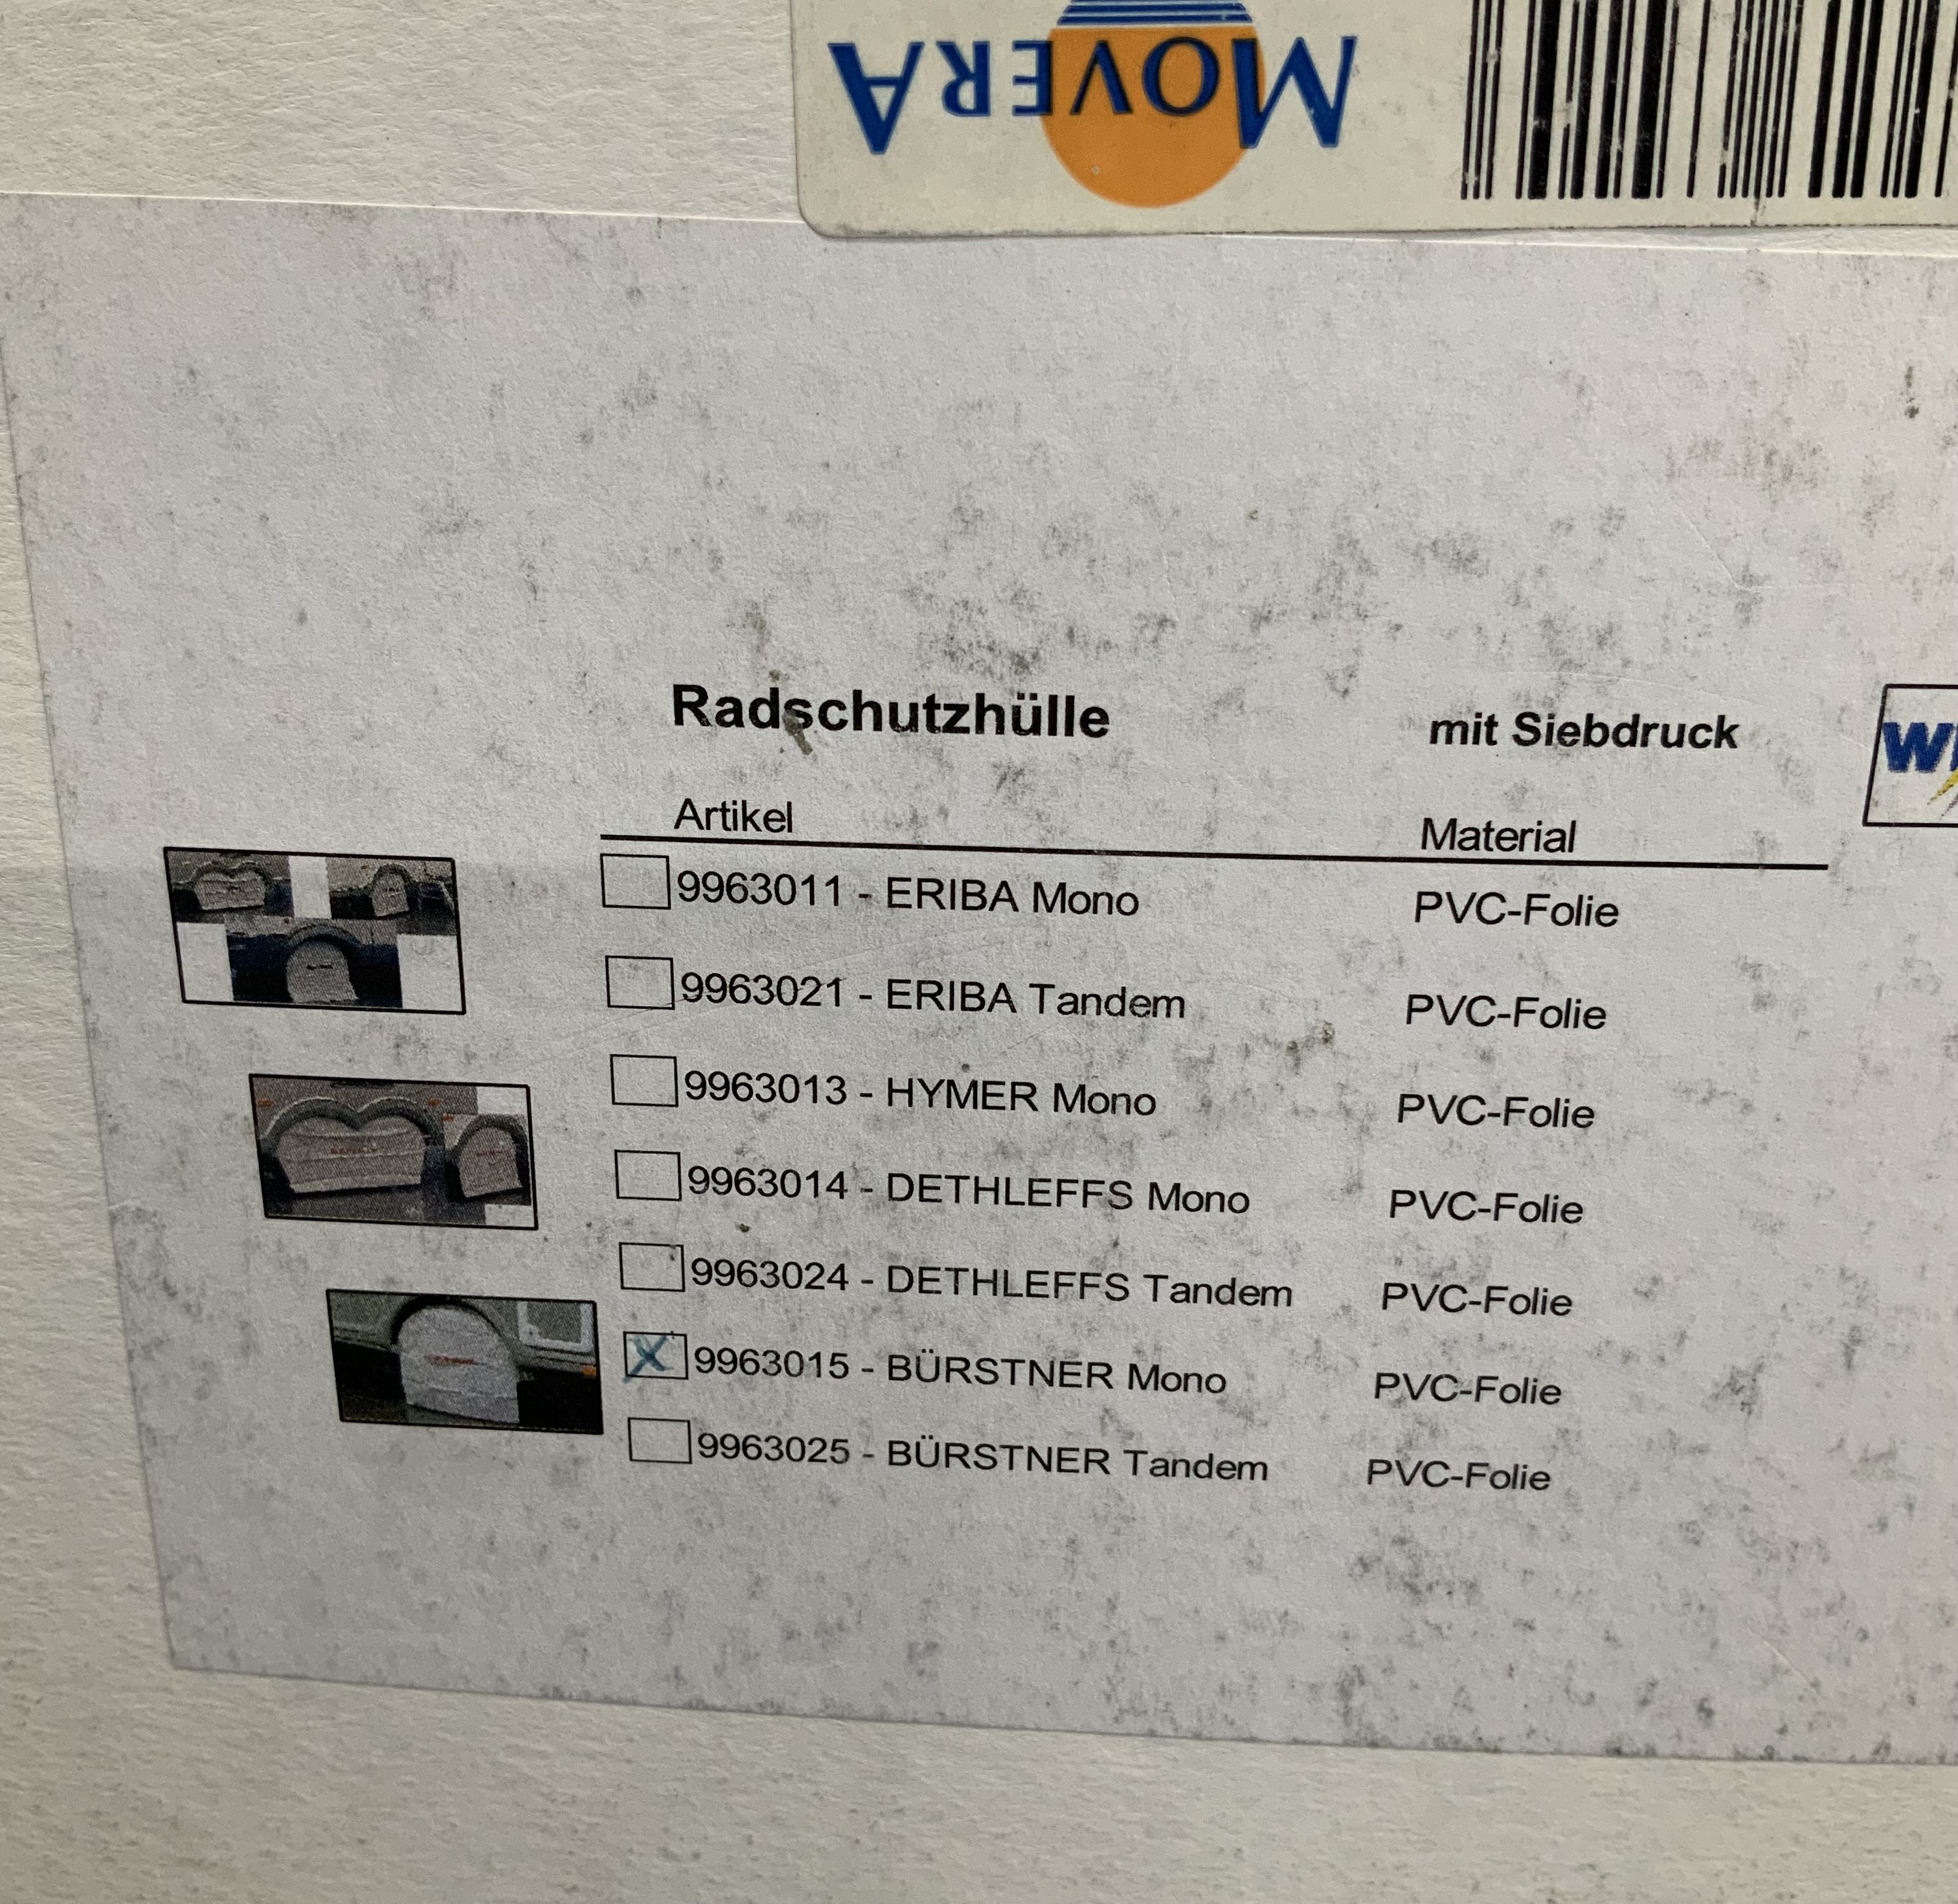 MOVERA
Radschutzhülle mit Siebdruck
Artikel Material
9963011 - ERIBA Mono PVC-Folie
9963021 - ERIBA Tandem PVC-Folie
9963013 - HYMER Mono PVC-Folie
9963014 - DETHLEFFS Mono PVC-Folie
9963024 - DETHLEFFS Tandem PVC-Folie
X 9963015 - BÜRSTNER Mono PVC-Folie
9963025 - BÜRSTNER Tandem PVC-Folie